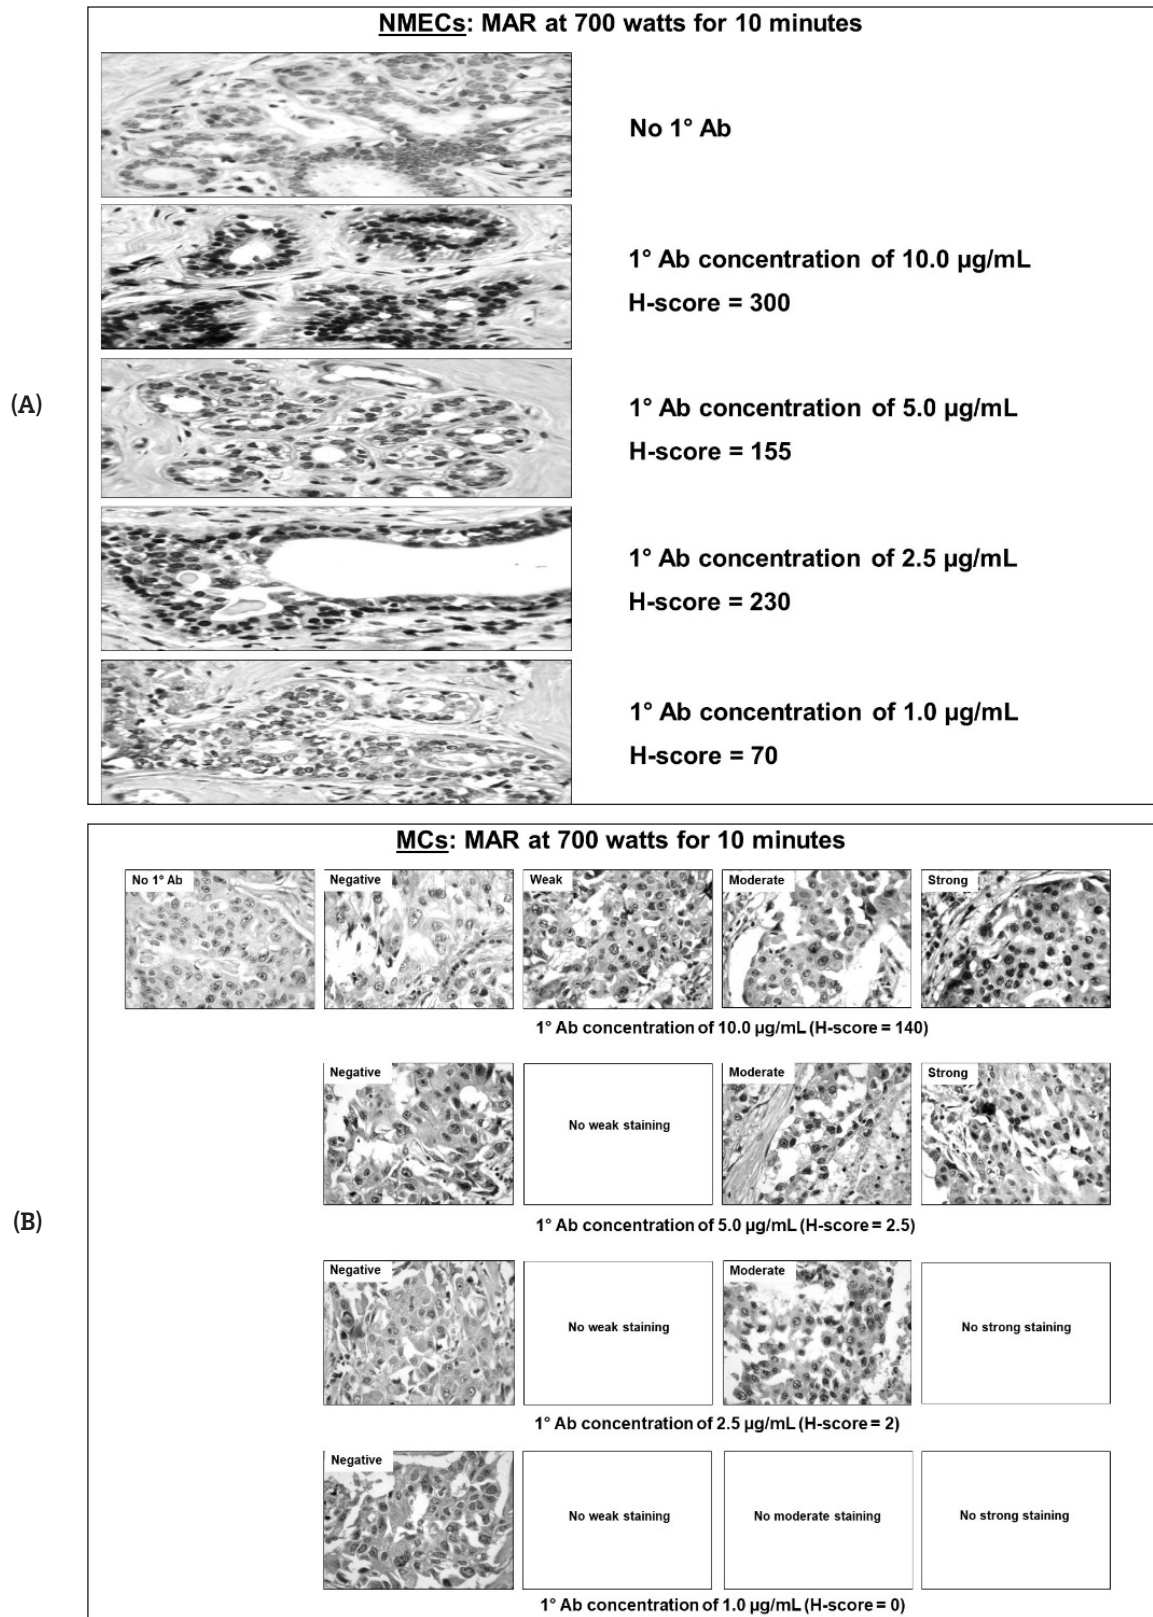 NMECs: MAR at 700 watts for 10 minutes
No 1° Ab
1° Ab concentration of 10.0 µg/mL
H-score = 300
(A)
1° Ab concentration of 5.0 µg/mL
H-score = 155
1° Ab concentration of 2.5 µg/mL
H-score = 230
1° Ab concentration of 1.0 µg/mL
H-score = 70
MCs: MAR at 700 watts for 10 minutes
No 1° Ab
Negative
Weak
Moderate
Strong
1° Ab concentration of 10.0 µg/mL (H-score = 140)
Negative
No weak staining
Moderate
Strong
1° Ab concentration of 5.0 µg/mL (H-score = 2.5)
(B)
Negative
No weak staining
Moderate
No strong staining
1° Ab concentration of 2.5 µg/mL (H-score = 2)
Negative
No weak staining
No moderate staining
No strong staining
1° Ab concentration of 1.0 µg/mL (H-score = 0)